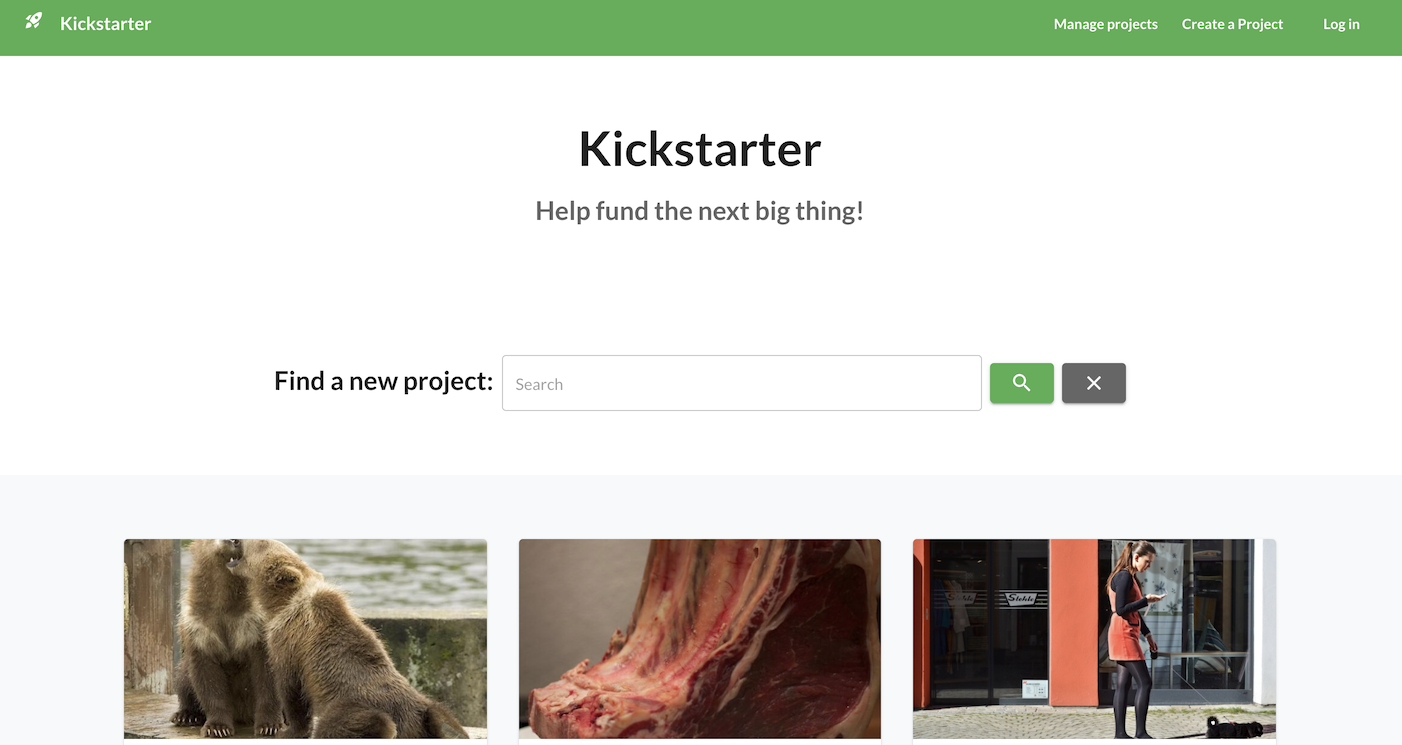 Kickstarter
Manage projects Create a Project Log in
Kickstarter
Help fund the next big thing!
Find a new project: Search
Stehle